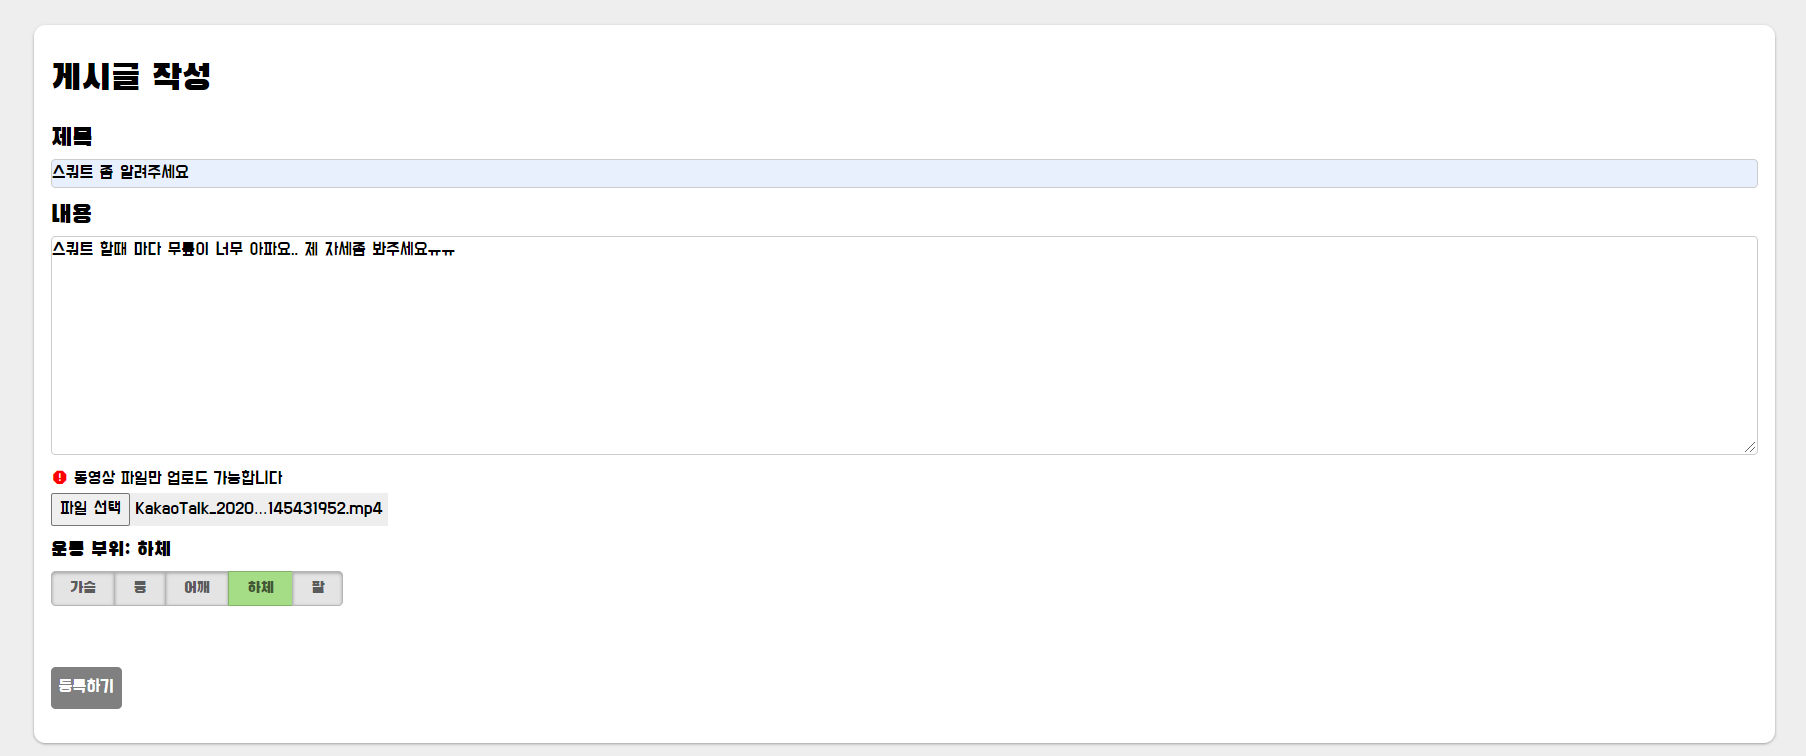 게시글 작성
제목
스쿼트 좀 알려주세요
내용
스쿼트 할때 마다 무릎이 너무 아파요.. 제 자세좀 봐주세요ㅠㅠ
동영상 파일만 업로드 가능합니다
파일 선택 KakaoTalk_2020...145431952.mp4
운동 부위: 하체
가슴 등 어깨 하체 팔
등록하기